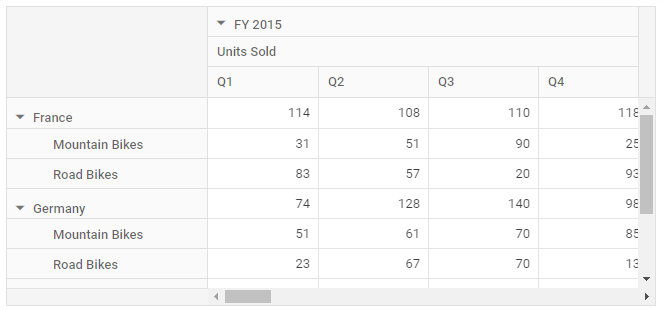 FY 2015
Units Sold
Q1 Q2 Q3 Q4
France 114 108 110 118
Mountain Bikes 31 51 90 25
Road Bikes 83 57 20 93
Germany 74 128 140 98
Mountain Bikes 51 61 70 85
Road Bikes 23 67 70 13